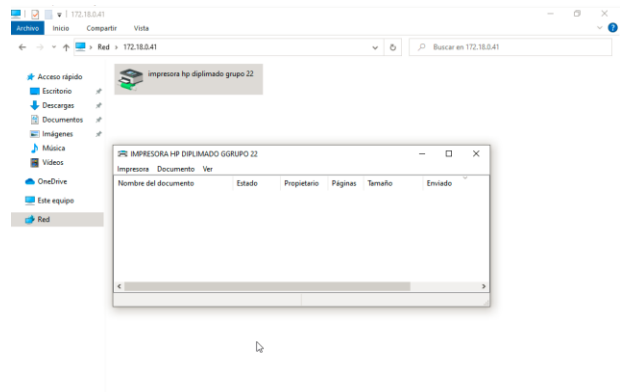 172.18.0.41
Archivo Inicio Compartir Vista
Red 172.18.0.41
Buscar en 172.18.0.41
Acceso rápido
Escritorio
Descargas
Documentos
Imágenes
Música
Vídeos
OneDrive
Este equipo
Red
impresora hp diplimado grupo 22
IMPRESORA HP DIPLIMADO GGRUPO 22
Impresora Documento Ver
Nombre del documento Estado Propietario Páginas Tamaño Enviado